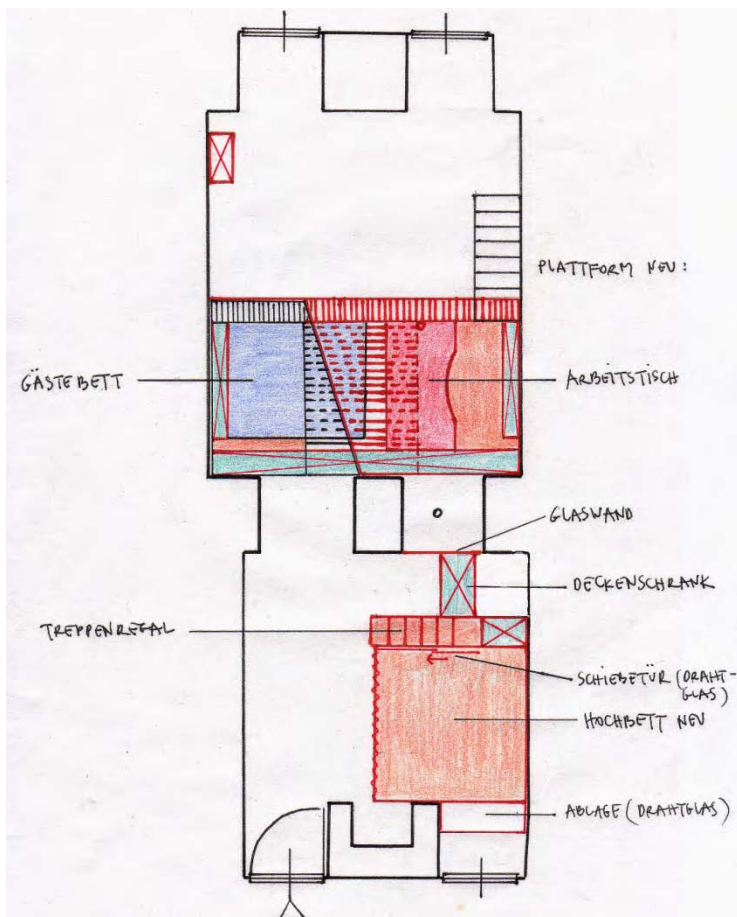 PLATTFORM NEU:
GÄSTEBETT
ARBEITSTISCH
GLASWAND
DECKENSCHRANK
TREPPENREGAL
SCHIEBETÜR (DRAHT-
GLAS)
HOCHBETT NEU
ABLAGE (DRAHTGLAS)